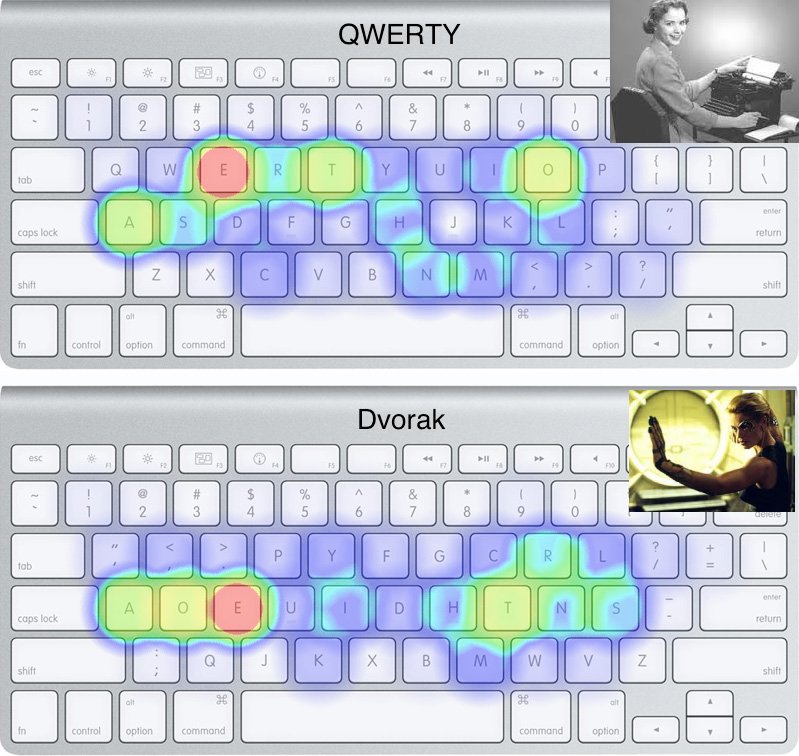 QWERTY
esc F1 F2 F3 F4 F5 F6 F7 F8 F9
~ ! @ # $ % ^ & * ( )
` 1 2 3 4 5 6 7 8 9 0
tab Q W E R T Y U I O P { [ } ] | \
caps lock A S D F G H J K L : ; " ' enter return
shift Z X C V B N M < , > . ? / shift
fn control alt option ⌘ command ⌘ command alt option ◄ ▲ ▼ ►
Dvorak
esc F1 F2 F3 F4 F5 F6 F7 F8 F9 F10
~ ! @ # $ % ^ & * ( )
` 1 2 3 4 5 6 7 8 9 0 ] delete
tab " ' < , > . P Y F G C R L ? / + = | \
caps lock A O E U I D H T N S _ - enter return
shift : ; Q J K X B M W V Z shift
fn control alt option ⌘ command ⌘ command alt option ◄ ▲ ▼ ►